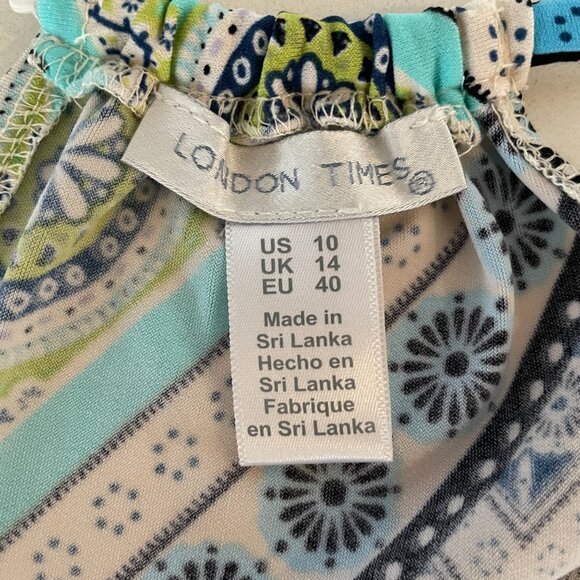 LONDON TIMES®
US 10
UK 14
EU 40
Made in
Sri Lanka
Hecho en
Sri Lanka
Fabrique
en Sri Lanka